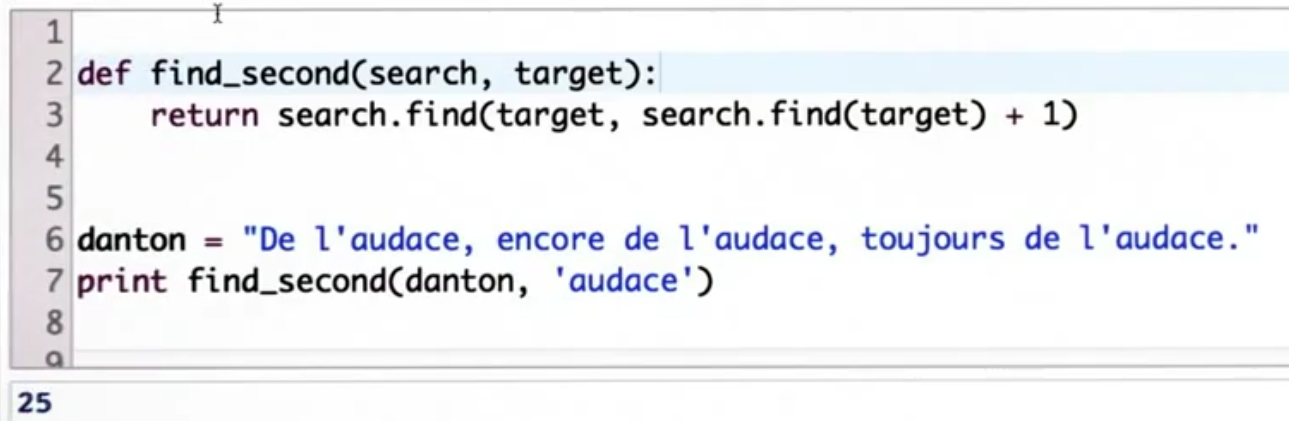 1
2 def find_second(search, target):
3     return search.find(target, search.find(target) + 1)
4
5
6 danton = "De l'audace, encore de l'audace, toujours de l'audace."
7 print find_second(danton, 'audace')
8
9
25